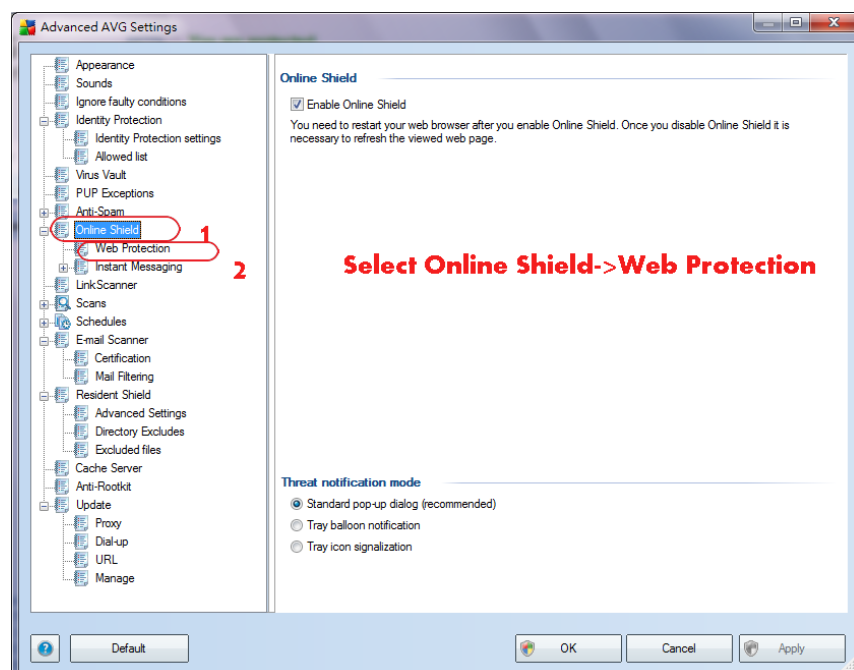 Advanced AVG Settings
Appearance
Sounds
Ignore faulty conditions
Identity Protection
Identity Protection settings
Allowed list
Virus Vault
PUP Exceptions
Anti-Spam
Online Shield
1
Web Protection
2
Instant Messaging
LinkScanner
Scans
Schedules
E-mail Scanner
Certification
Mail Filtering
Resident Shield
Advanced Settings
Directory Excludes
Excluded files
Cache Server
Anti-Rootkit
Update
Proxy
Dial-up
URL
Manage
Online Shield
Enable Online Shield
You need to restart your web browser after you enable Online Shield. Once you disable Online Shield it is
necessary to refresh the viewed web page.
Select Online Shield->Web Protection
Threat notification mode
Standard pop-up dialog (recommended)
Tray balloon notification
Tray icon signalization
Default
OK
Cancel
Apply